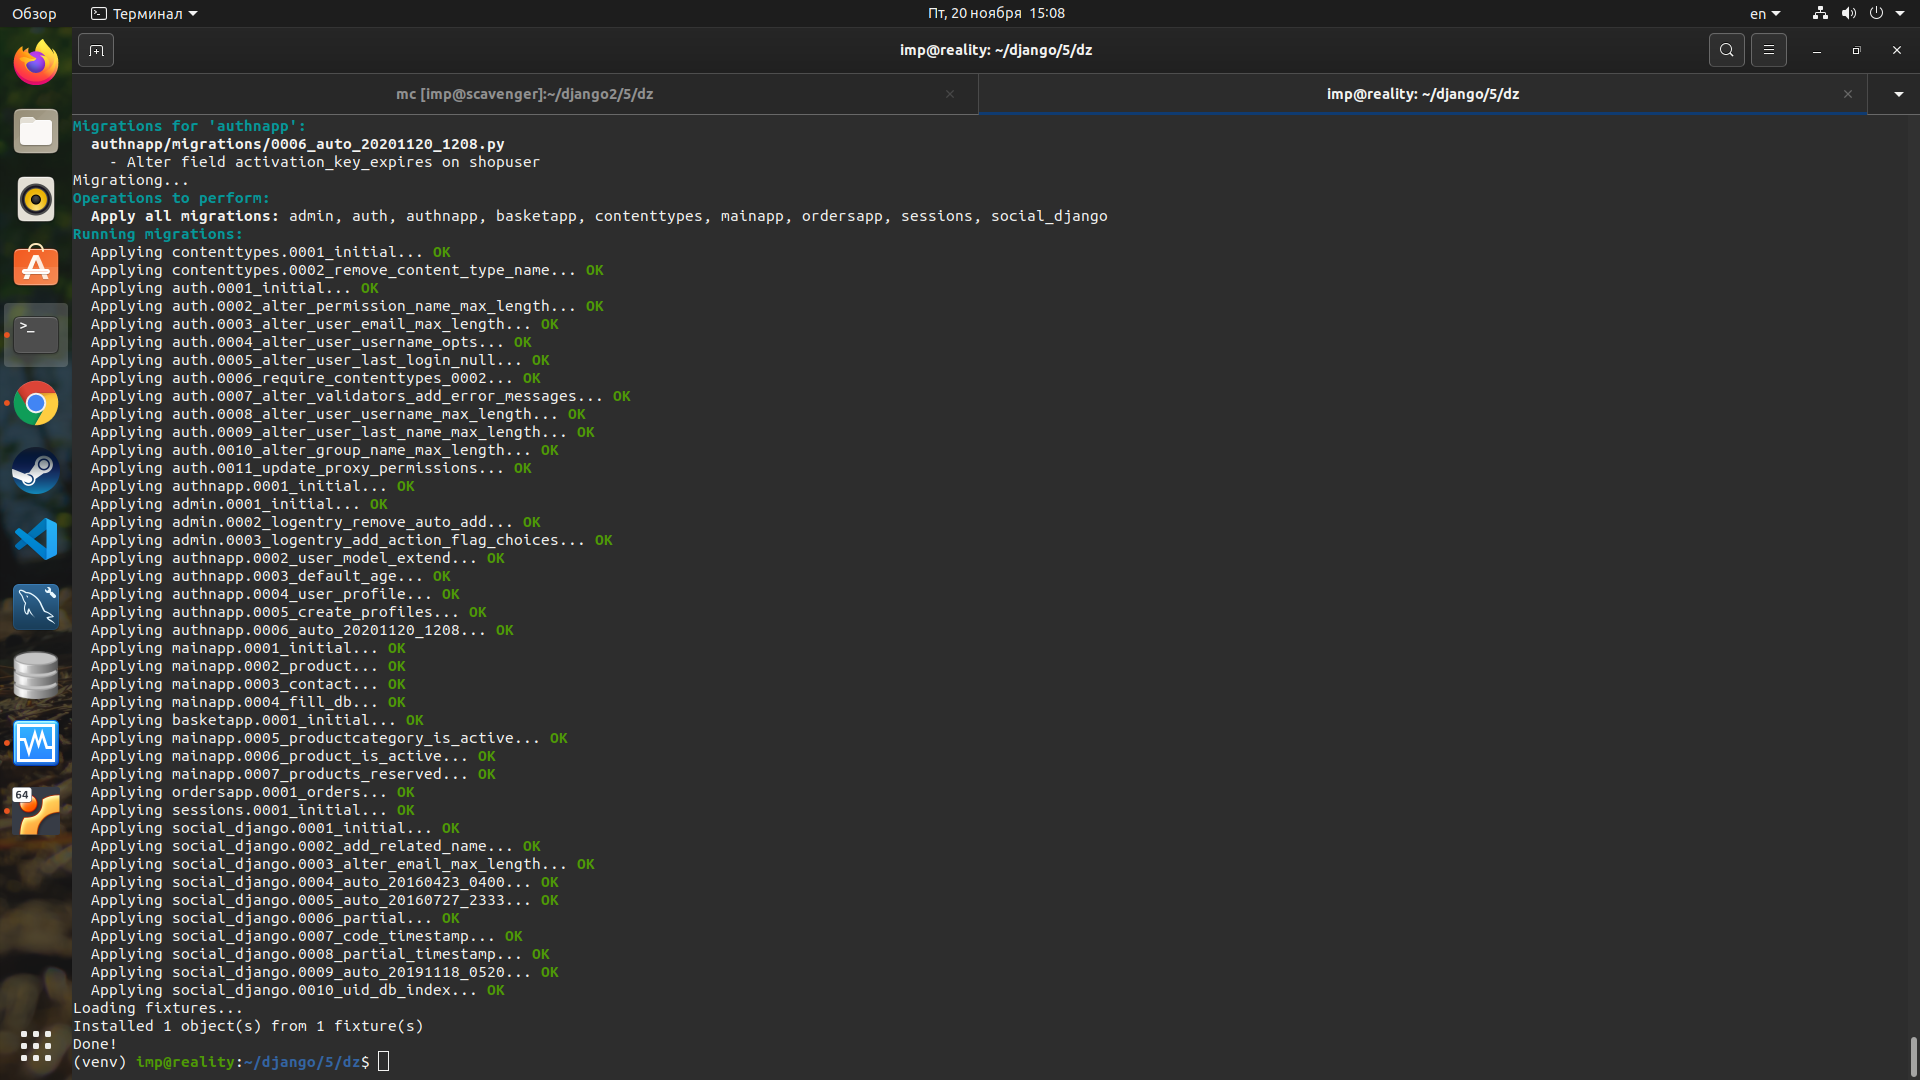 Обзор
Терминал
Пт, 20 ноября 15:08
en
imp@reality: ~/django/5/dz
mc [imp@scavenger]:~/django2/5/dz
imp@reality: ~/django/5/dz
Migrations for 'authnapp':
authnapp/migrations/0006_auto_20201120_1208.py
- Alter field activation_key_expires on shopuser
Migrationg...
Operations to perform:
Apply all migrations: admin, auth, authnapp, basketapp, contenttypes, mainapp, ordersapp, sessions, social_django
Running migrations:
Applying contenttypes.0001_initial... OK
Applying contenttypes.0002_remove_content_type_name... OK
Applying auth.0001_initial... OK
Applying auth.0002_alter_permission_name_max_length... OK
Applying auth.0003_alter_user_email_max_length... OK
Applying auth.0004_alter_user_username_opts... OK
Applying auth.0005_alter_user_last_login_null... OK
Applying auth.0006_require_contenttypes_0002... OK
Applying auth.0007_alter_validators_add_error_messages... OK
Applying auth.0008_alter_user_username_max_length... OK
Applying auth.0009_alter_user_last_name_max_length... OK
Applying auth.0010_alter_group_name_max_length... OK
Applying auth.0011_update_proxy_permissions... OK
Applying authnapp.0001_initial... OK
Applying admin.0001_initial... OK
Applying admin.0002_logentry_remove_auto_add... OK
Applying admin.0003_logentry_add_action_flag_choices... OK
Applying authnapp.0002_user_model_extend... OK
Applying authnapp.0003_default_age... OK
Applying authnapp.0004_user_profile... OK
Applying authnapp.0005_create_profiles... OK
Applying authnapp.0006_auto_20201120_1208... OK
Applying mainapp.0001_initial... OK
Applying mainapp.0002_product... OK
Applying mainapp.0003_contact... OK
Applying mainapp.0004_fill_db... OK
Applying basketapp.0001_initial... OK
Applying mainapp.0005_productcategory_is_active... OK
Applying mainapp.0006_product_is_active... OK
Applying mainapp.0007_products_reserved... OK
Applying ordersapp.0001_orders... OK
Applying sessions.0001_initial... OK
Applying social_django.0001_initial... OK
Applying social_django.0002_add_related_name... OK
Applying social_django.0003_alter_email_max_length... OK
Applying social_django.0004_auto_20160423_0400... OK
Applying social_django.0005_auto_20160727_2333... OK
Applying social_django.0006_partial... OK
Applying social_django.0007_code_timestamp... OK
Applying social_django.0008_partial_timestamp... OK
Applying social_django.0009_auto_20191118_0520... OK
Applying social_django.0010_uid_db_index... OK
Loading fixtures...
Installed 1 object(s) from 1 fixture(s)
Done!
(venv) imp@reality:~/django/5/dz$
64